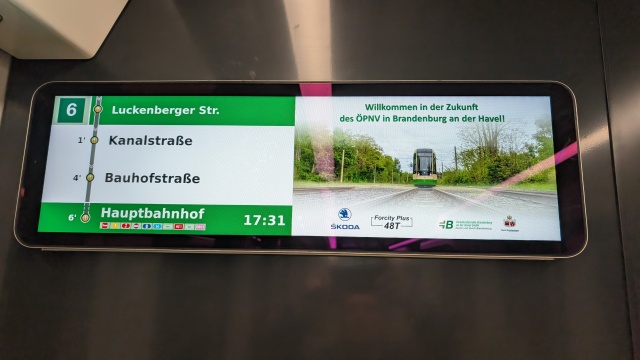 6
Luckenberger Str.
1' Kanalstraße
4' Bauhofstraße
6' Hauptbahnhof
17:31
Willkommen in der Zukunft
des ÖPNV in Brandenburg an der Havel!
ŠKODA
Forcity Plus
48T
B